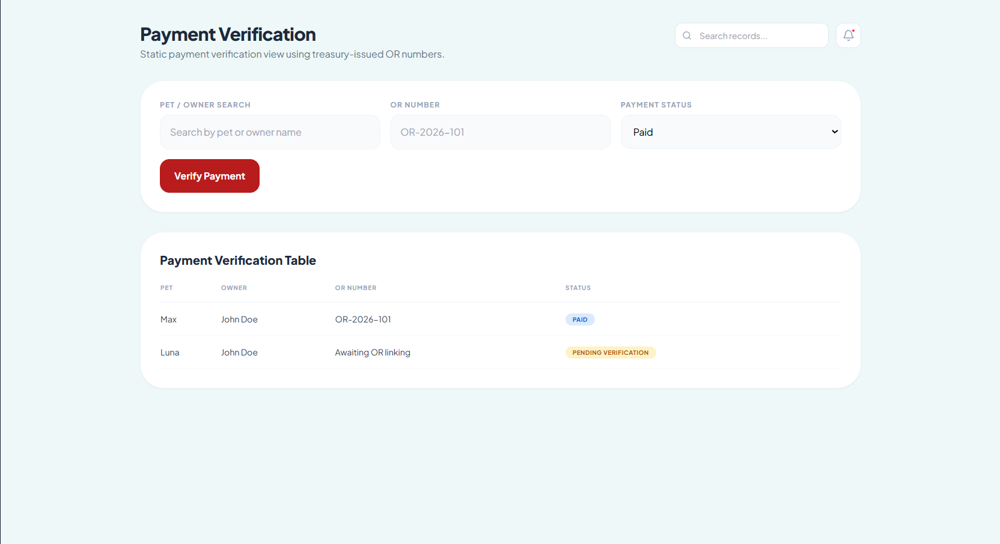 Payment Verification
Search records...
Static payment verification view using treasury-issued OR numbers.
PET / OWNER SEARCH
OR NUMBER
PAYMENT STATUS
Search by pet or owner name
OR-2026-101
Paid
Verify Payment
Payment Verification Table
PET OWNER OR NUMBER STATUS
Max John Doe OR-2026-101 PAID
Luna John Doe Awaiting OR linking PENDING VERIFICATION